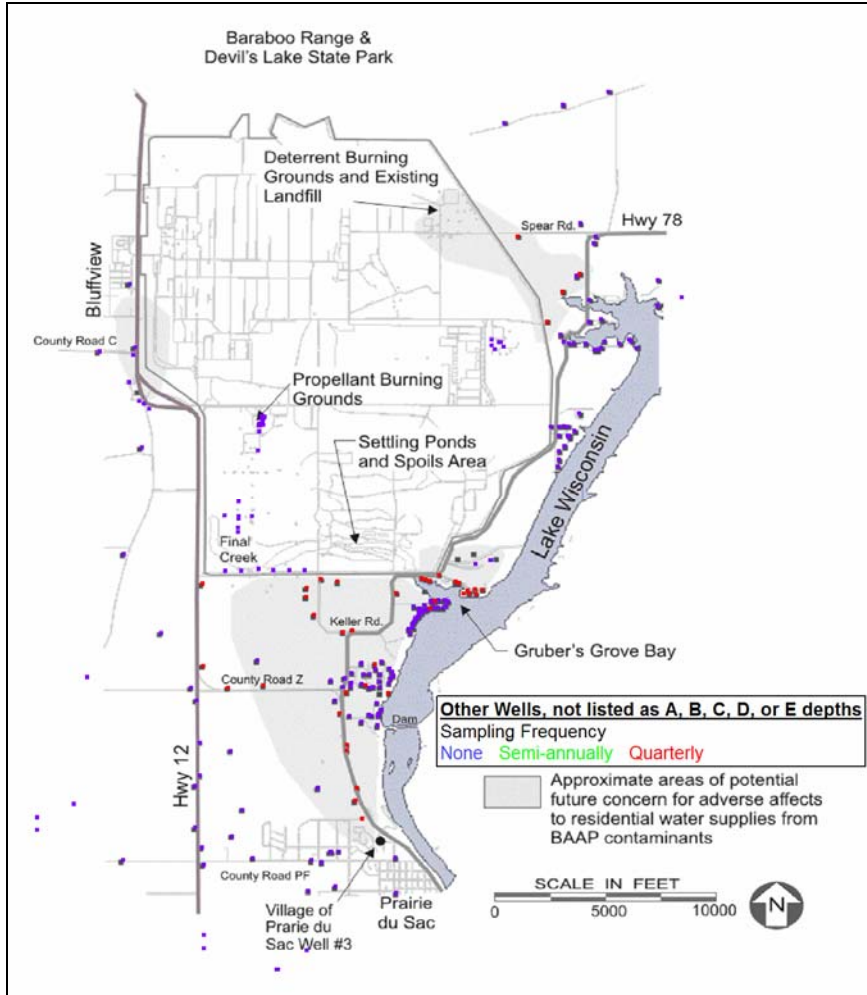 Baraboo Range &
Devil's Lake State Park
Deterrent Burning
Grounds and Existing
Landfill
Spear Rd.
Hwy 78
Bluffview
County Road C
Propellant Burning
Grounds
Settling Ponds
and Spoils Area
Lake Wisconsin
Final
Creek
Keller Rd.
Gruber's Grove Bay
County Road Z
Dam
Other Wells, not listed as A, B, C, D, or E depths
Sampling Frequency
None Semi-annually Quarterly
Hwy 12
Approximate areas of potential
future concern for adverse affects
to residential water supplies from
BAAP contaminants
County Road PF
Village of
Prarie du
Sac Well #3
Prairie
du Sac
SCALE IN FEET
0 5000 10000
N